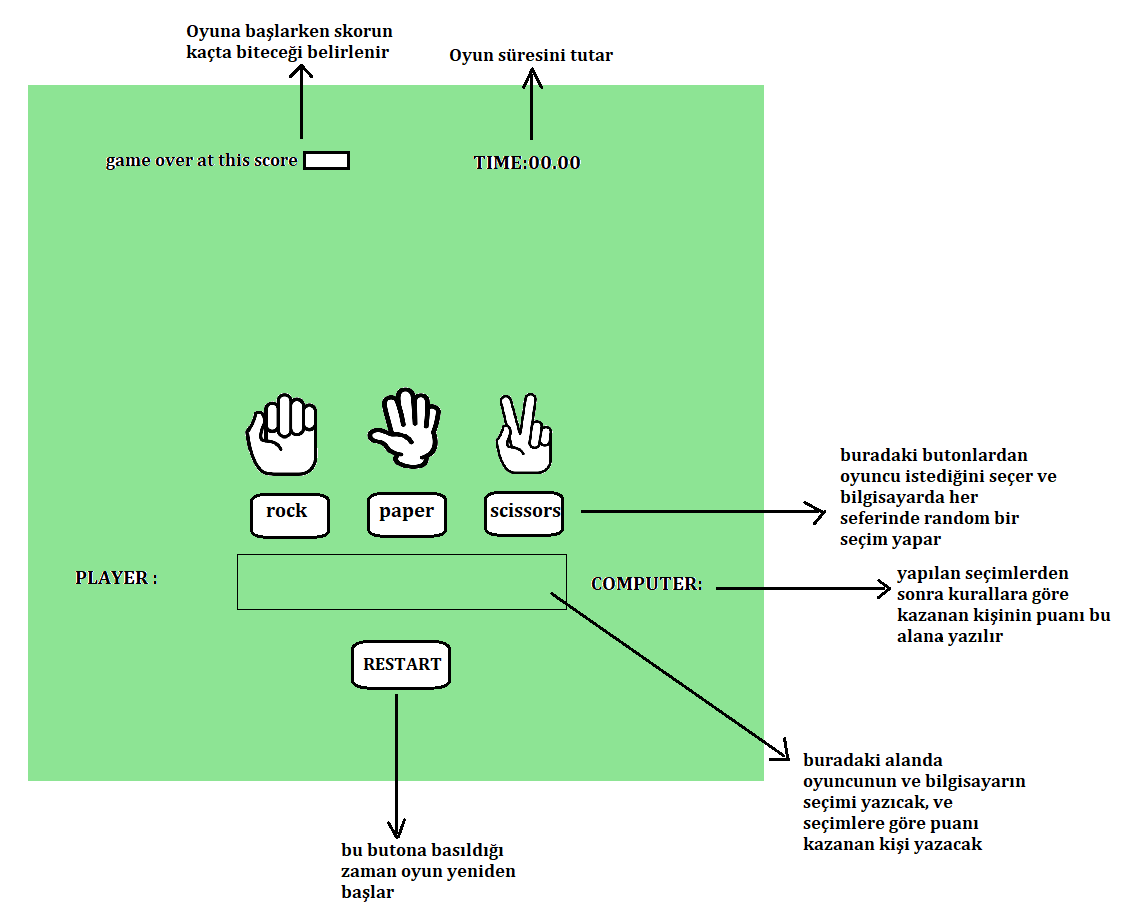 Oyuna başlarken skorun
kaçta biteceği belirlenir
Oyun süresini tutar
game over at this score
TIME:00.00
rock
paper
scissors
buradaki butonlardan
oyuncu istediğini seçer ve
bilgisayarda her
seferinde random bir
seçim yapar
PLAYER :
COMPUTER:
yapılan seçimlerden
sonra kurallara göre
kazanan kişinin puanı bu
alana yazılır
RESTART
buradaki alanda
oyuncunun ve bilgisayarın
seçimi yazıcak, ve
seçimlere göre puanı
kazanan kişi yazacak
bu butona basıldığı
zaman oyun yeniden
başlar